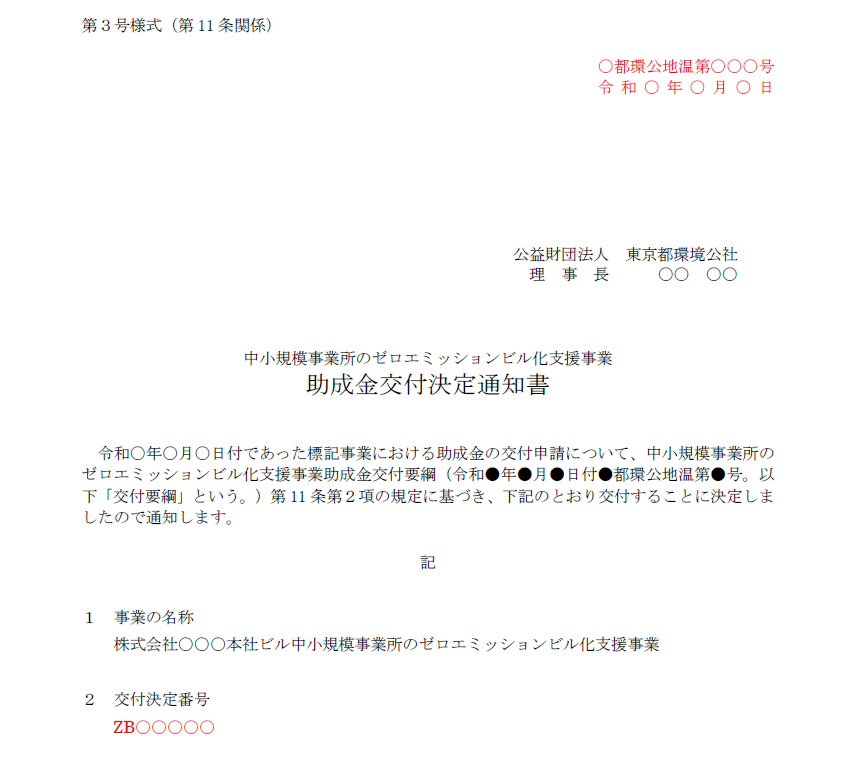 第３号様式（第 11 条関係）
〇都環公地温第〇〇〇号
令和〇年〇月〇日
公益財団法人　東京都環境公社
理　事　長　　　〇〇　〇〇
中小規模事業所のゼロエミッションビル化支援事業
助成金交付決定通知書
　令和〇年〇月〇日付であった標記事業における助成金の交付申請について、中小規模事業所の
ゼロエミッションビル化支援事業助成金交付要綱（令和●年●月●日付●都環公地温第●号。以
下「交付要綱」という。）第 11 条第２項の規定に基づき、下記のとおり交付することに決定しま
したので通知します。
記
１　事業の名称
株式会社〇〇〇本社ビル中小規模事業所のゼロエミッションビル化支援事業
２　交付決定番号
ZB〇〇〇〇〇